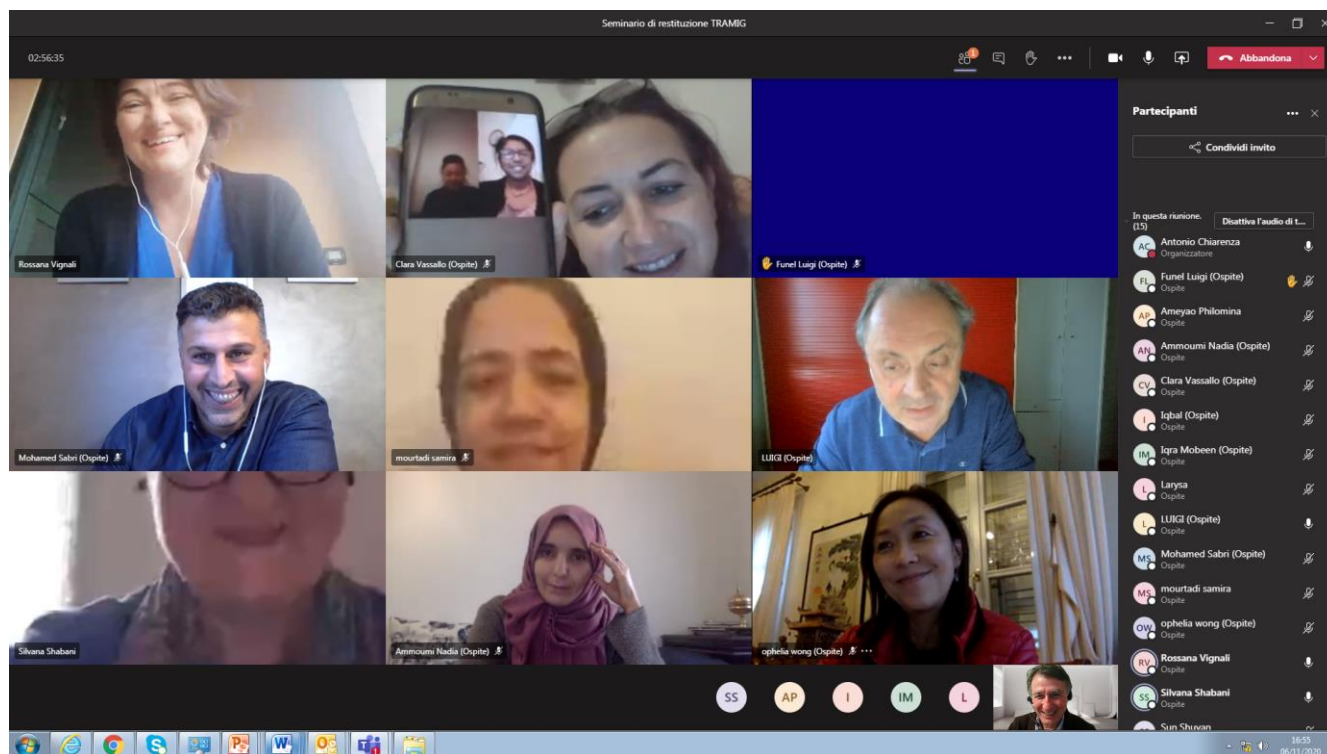 Seminario di restituzione TRAMIG
02:56:35
1
Abbandona
Rossana Vignali
Clara Vassallo (Ospite)
Funel Luigi (Ospite)
Mohamed Sabri (Ospite)
mourtadi samira
LUIGI (Ospite)
Silvana Shabani
Ammoumi Nadia (Ospite)
ophelia wong (Ospite)
SS
AP
I
IM
L
Partecipanti
Condividi invito
In questa riunione.
(15)
Disattiva l'audio di t...
AC
Antonio Chiarenza
Organizzatore
FL
Funel Luigi (Ospite)
Ospite
AP
Ameyao Philomina
Ospite
AN
Ammoumi Nadia (Ospite)
Ospite
CV
Clara Vassallo (Ospite)
Ospite
I
Iqbal (Ospite)
Ospite
IM
Iqra Mobeen (Ospite)
Ospite
L
Larysa
Ospite
L
LUIGI (Ospite)
Ospite
MS
Mohamed Sabri (Ospite)
Ospite
MS
mourtadi samira
Ospite
OW
ophelia wong (Ospite)
Ospite
RV
Rossana Vignali
Ospite
SS
Silvana Shabani
Ospite
Sun Shuyan
16:55
06/11/2020